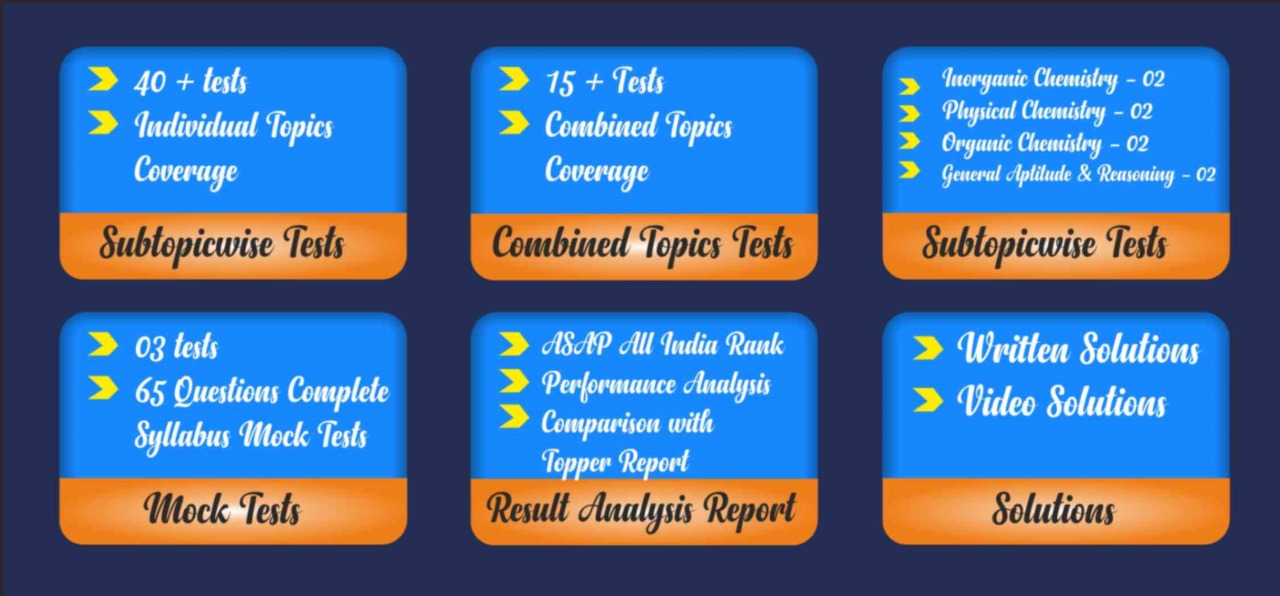 40 + tests
Individual Topics
Coverage
Subtopicwise Tests
15 + Tests
Combined Topics
Coverage
Combined Topics Tests
Inorganic Chemistry - 02
Physical Chemistry - 02
Organic Chemistry - 02
General Aptitude & Reasoning - 02
Subtopicwise Tests
03 tests
65 Questions Complete
Syllabus Mock Tests
Mock Tests
ASAP All India Rank
Performance Analysis
Comparison with
Topper Report
Result Analysis Report
Written Solutions
Video Solutions
Solutions